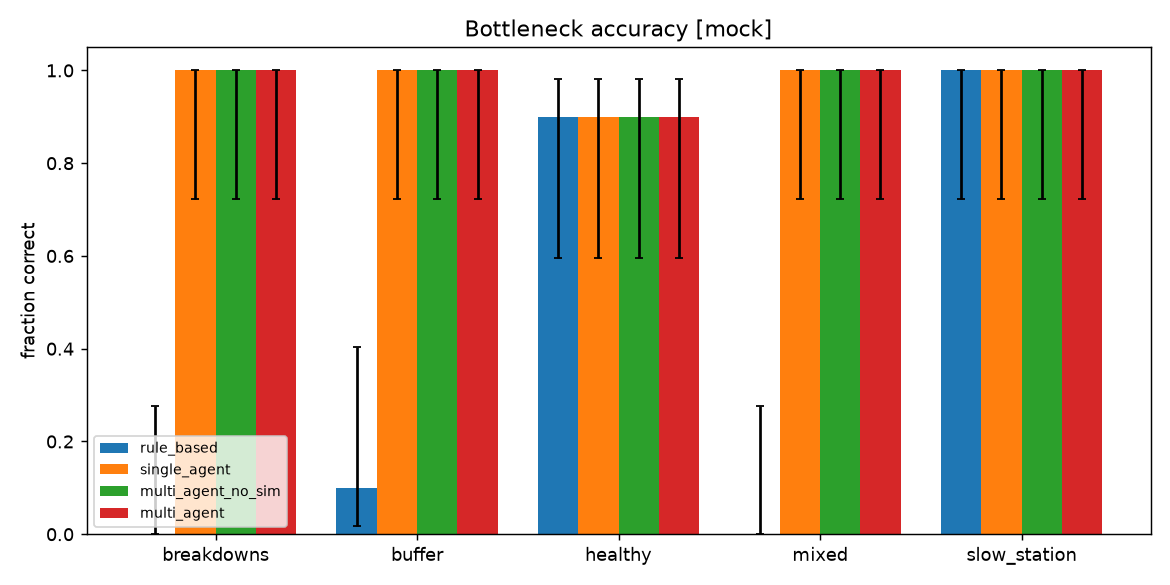 Bottleneck accuracy [mock]
fraction correct
1.0
0.8
0.6
0.4
0.2
0.0
rule_based
single_agent
multi_agent_no_sim
multi_agent
breakdowns buffer healthy mixed slow_station